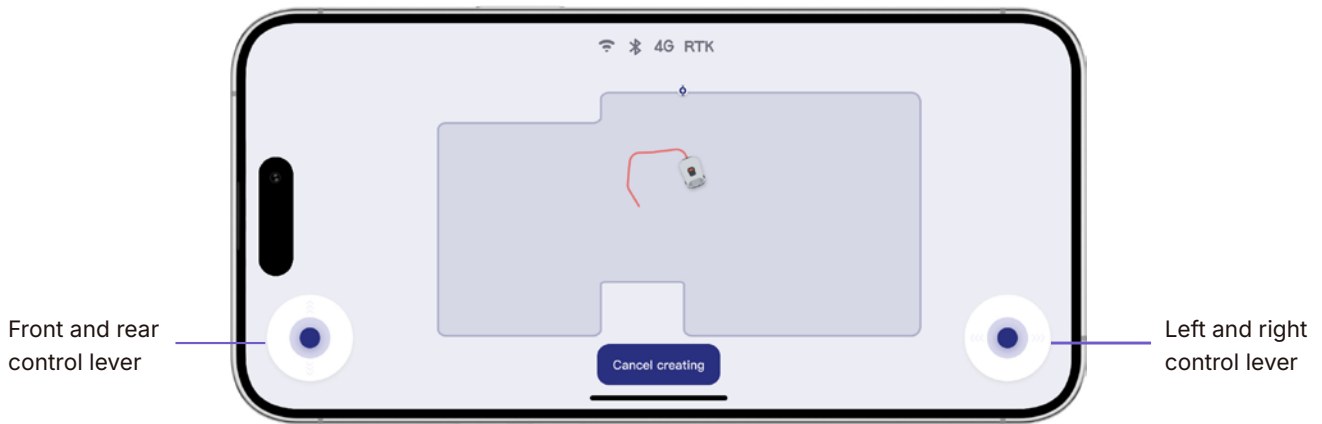 4G RTK
Front and rear
control lever
Left and right
control lever
Cancel creating